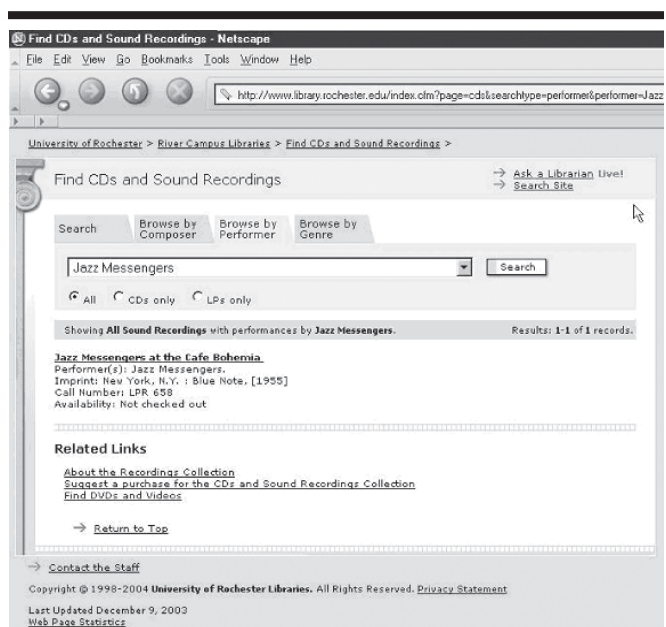 Find CDs and Sound Recordings - Netscape
File Edit View Go Bookmarks Tools Window Help
http://www.library.rochester.edu/index.cfm?page=cds&searchtype=performer&performer=Jazz
University of Rochester > River Campus Libraries > Find CDs and Sound Recordings >
Find CDs and Sound Recordings
→ Ask a Librarian Live!
→ Search Site
Search
Browse by Composer
Browse by Performer
Browse by Genre
Jazz Messengers
Search
All CDs only LPs only
Showing All Sound Recordings with performances by Jazz Messengers. Results: 1-1 of 1 records.
Jazz Messengers at the Cafe Bohemia
Performer(s): Jazz Messengers.
Imprint: New York, N.Y. : Blue Note, [1955]
Call Number: LPR 658
Availability: Not checked out
Related Links
About the Recordings Collection
Suggest a purchase for the CDs and Sound Recordings Collection
Find DVDs and Videos
→ Return to Top
→ Contact the Staff
Copyright © 1998-2004 University of Rochester Libraries. All Rights Reserved. Privacy Statement
Last Updated December 9, 2003
Web Page Statistics